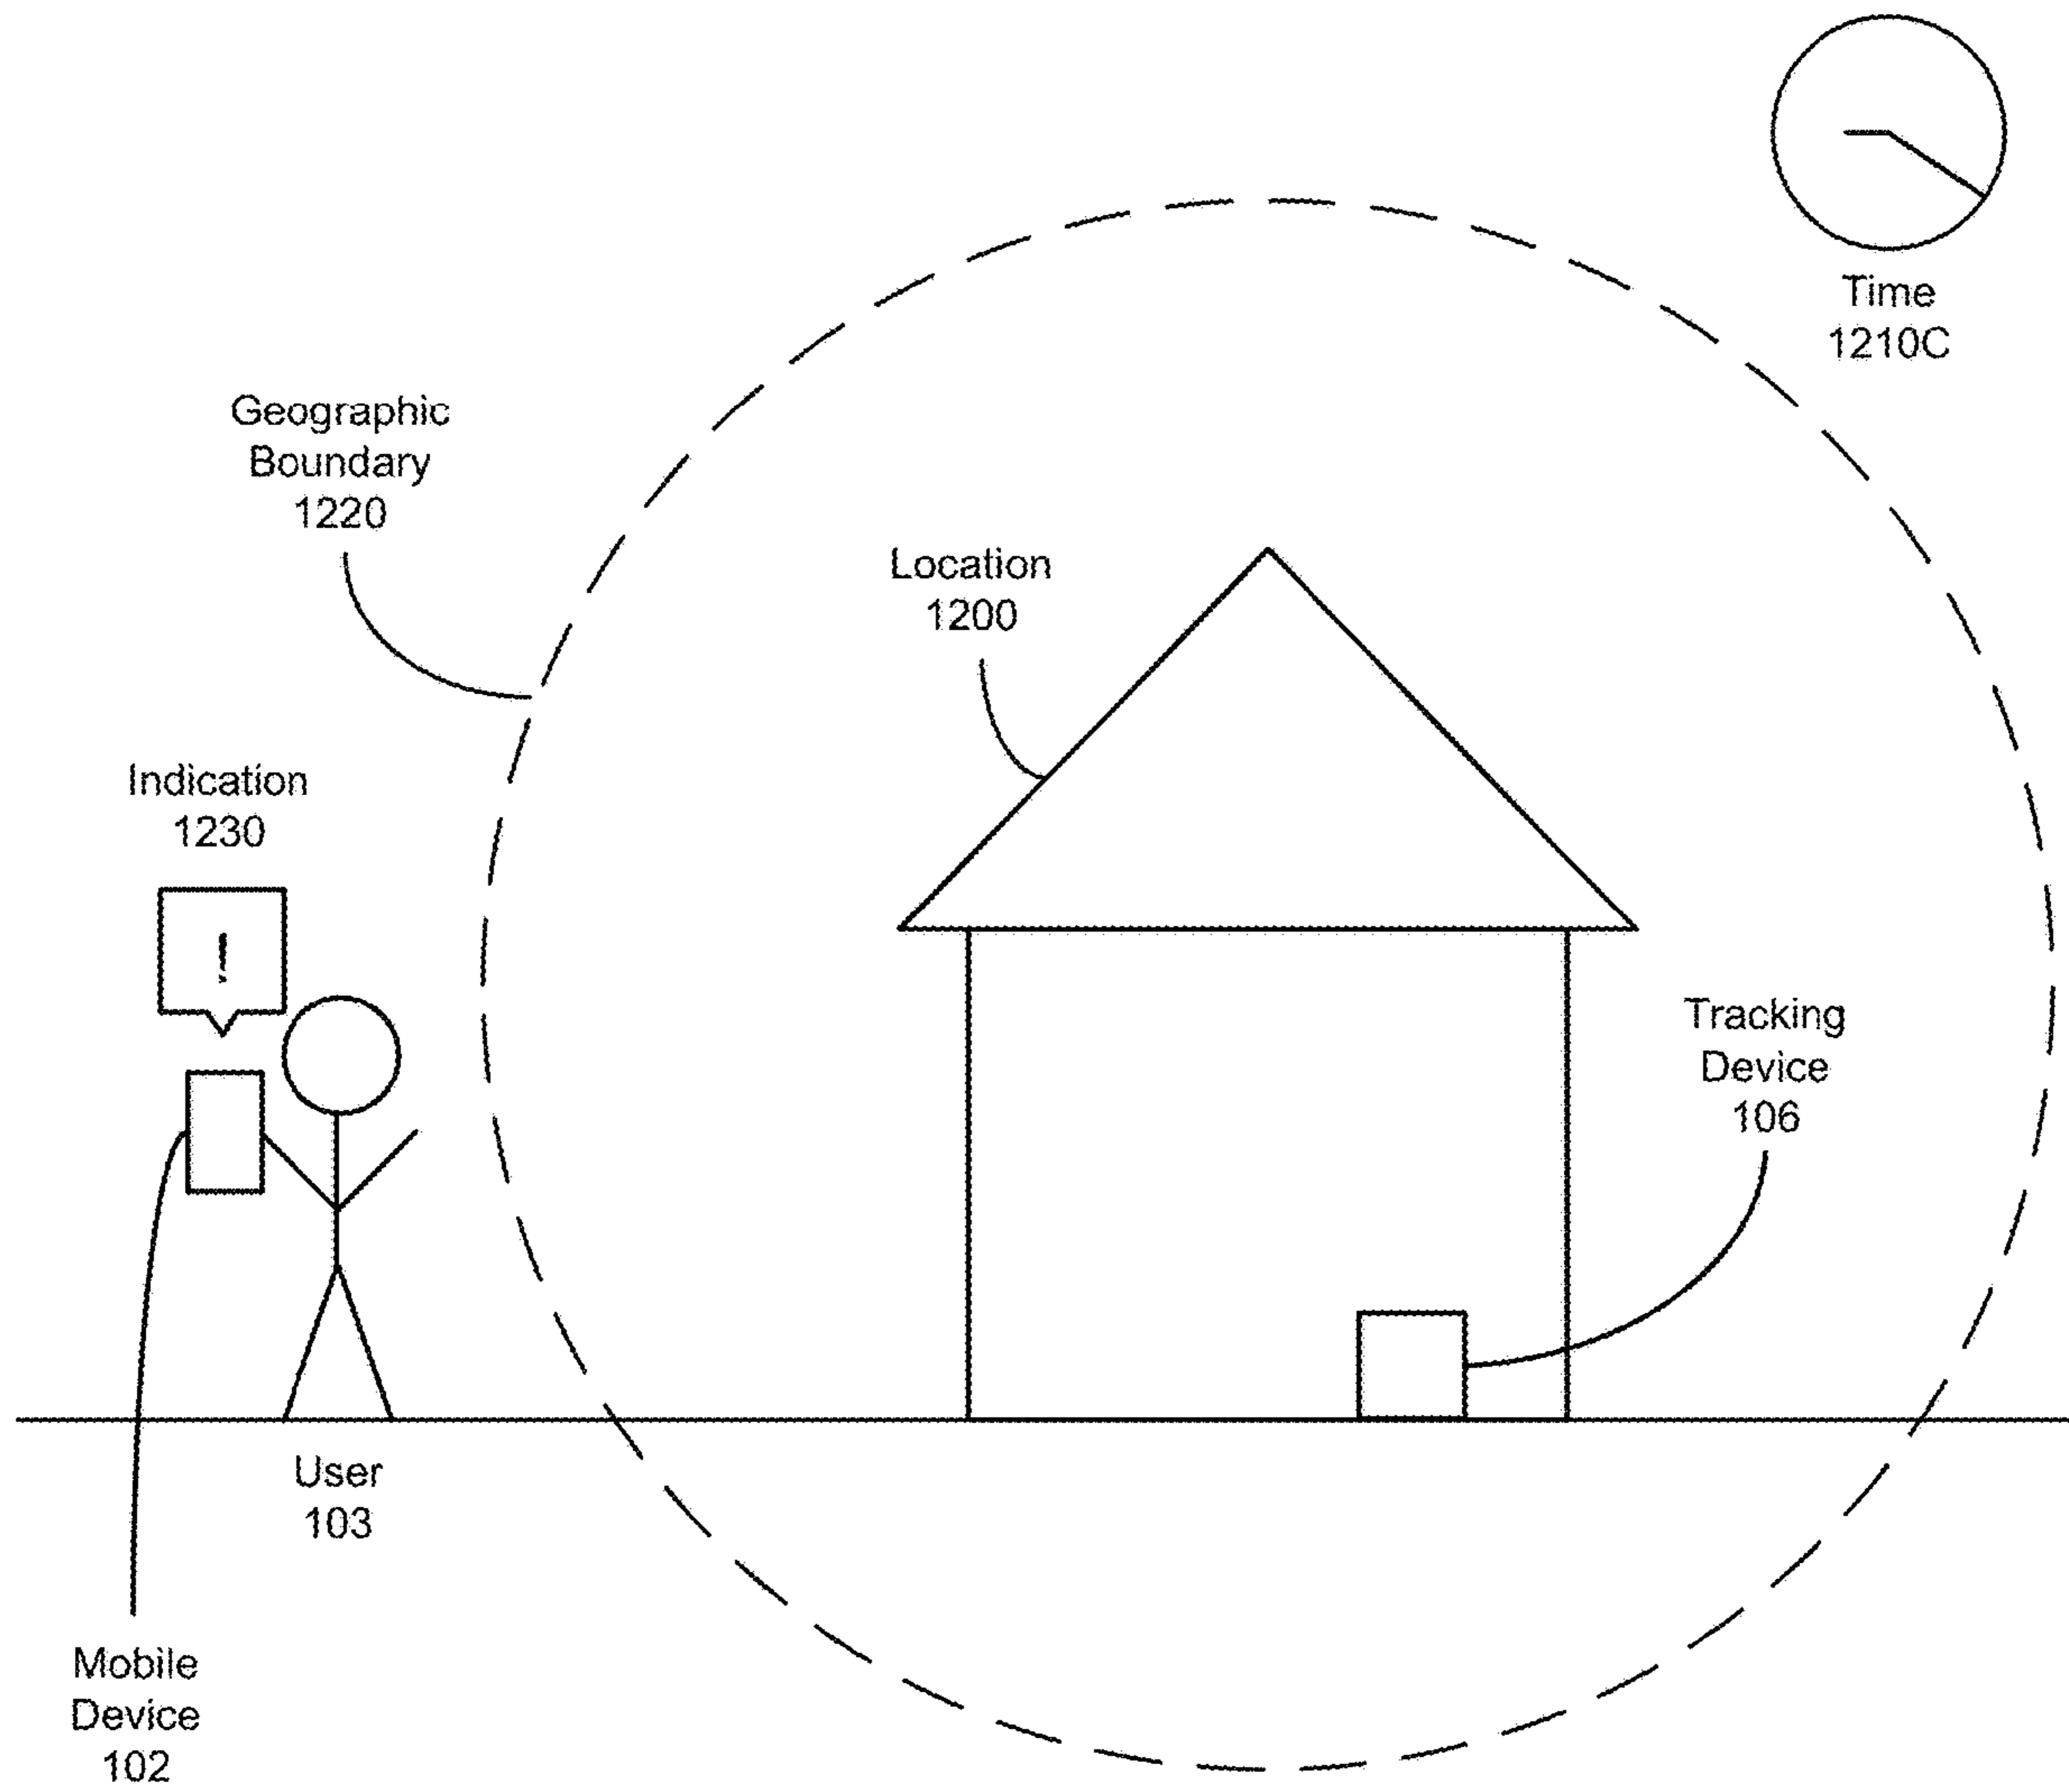 Time
1210C
Geographic
Boundary
1220
Location
1200
Indication
1230
!
Tracking
Device
106
User
103
Mobile
Device
102